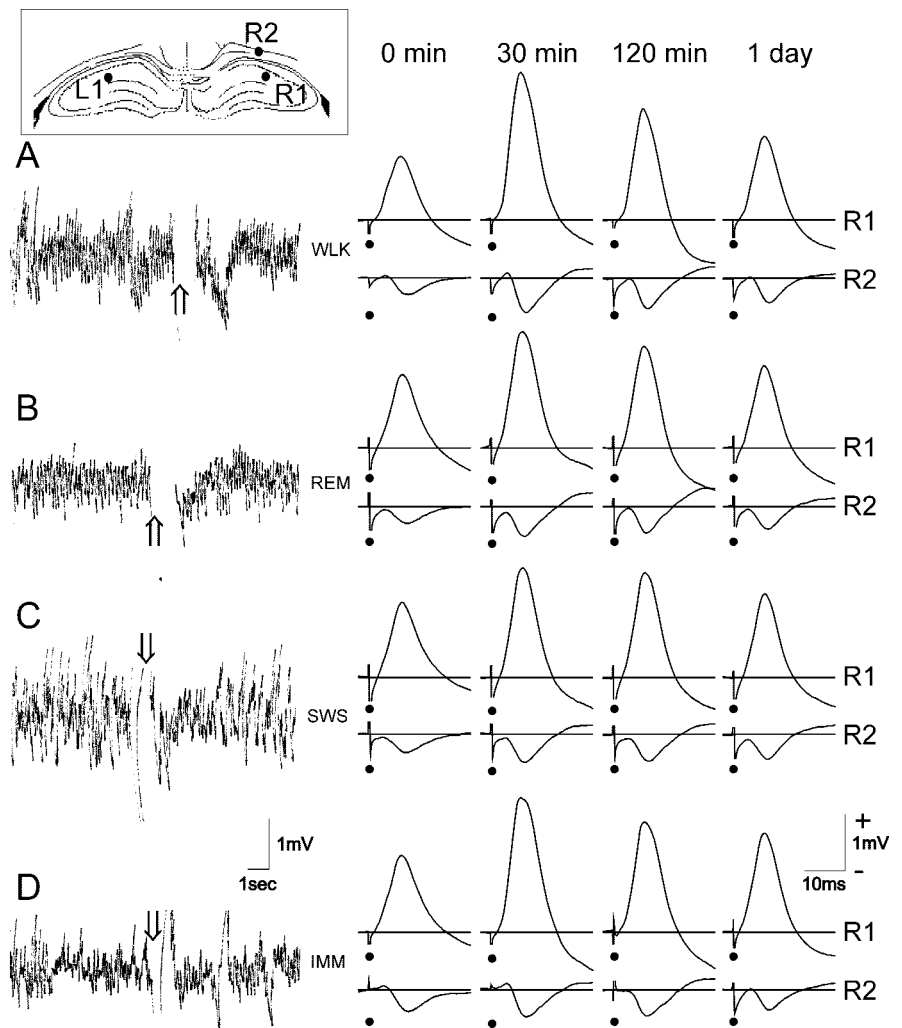 R2
L1
R1
0 min 30 min 120 min 1 day
A
WLK
R1
R2
B
REM
R1
R2
C
SWS
R1
R2
1mV
1sec
+
1mV
-
10ms
D
IMM
R1
R2